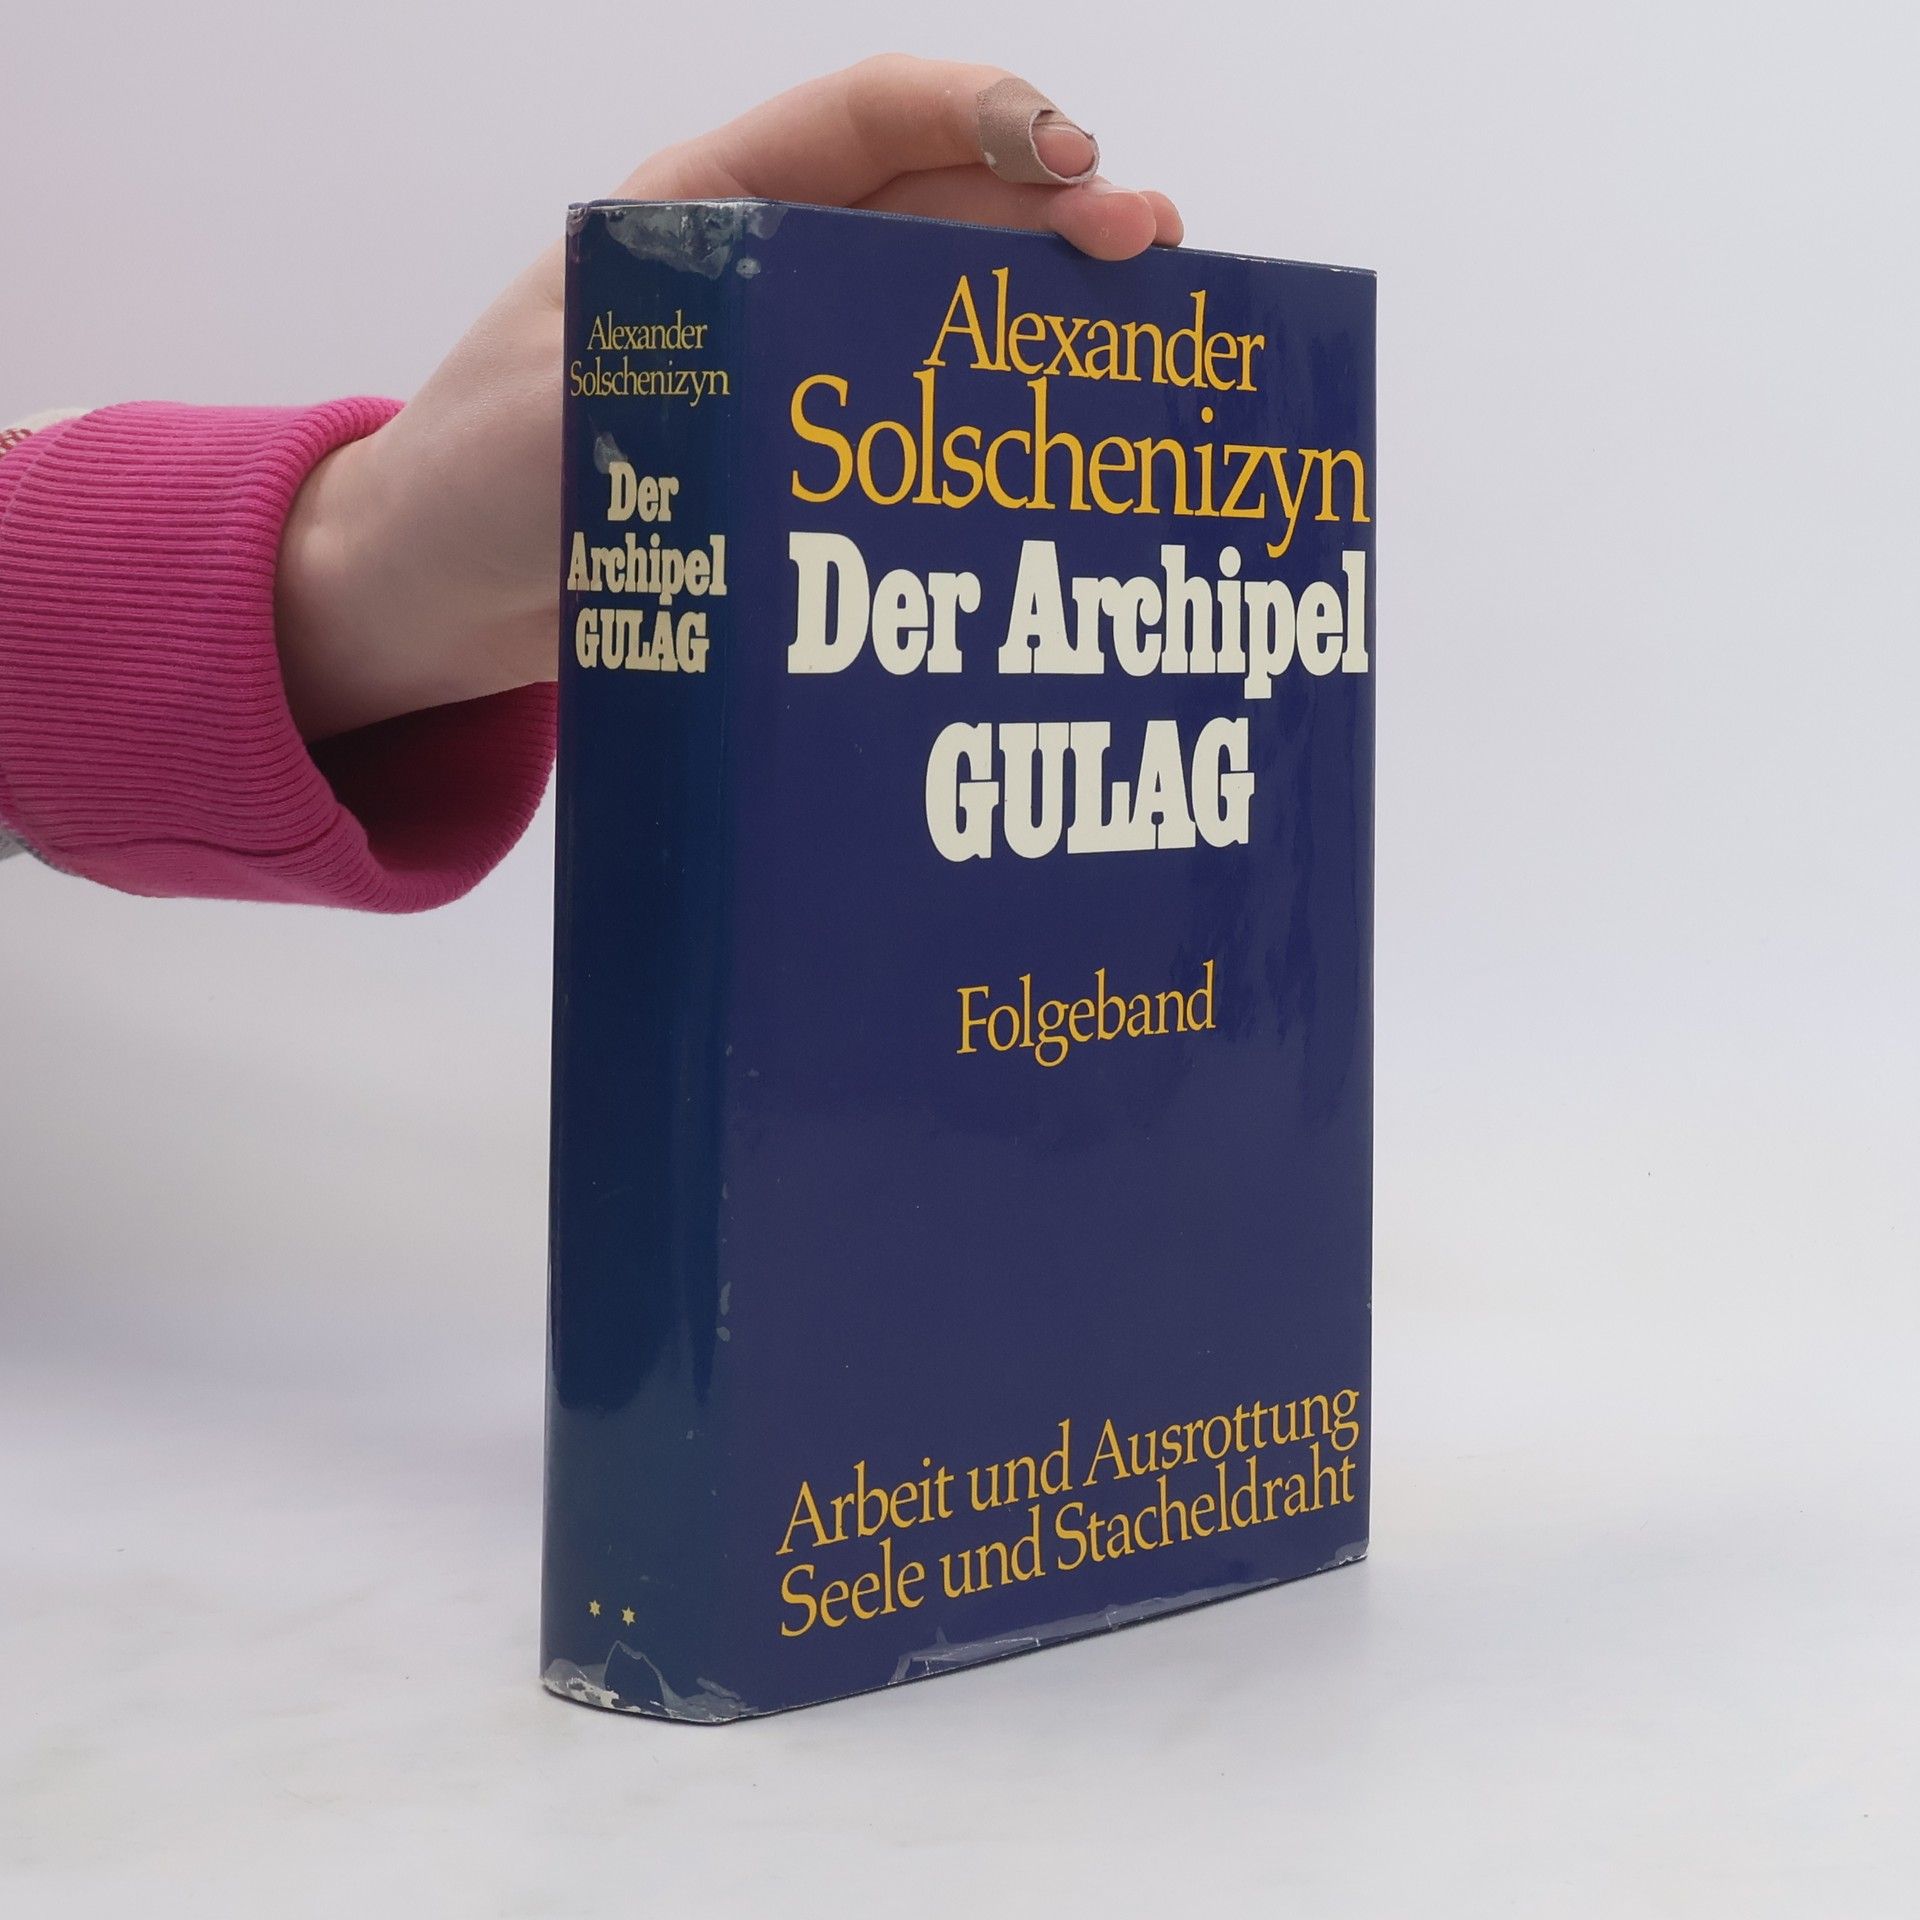 Alexander
Solschenizyn
Der
Archipel
GULAG
Alexander
Solschenizyn
Der Archipel
GULAG
Folgeband
Arbeit und Ausrottung
Seele und Stacheldraht